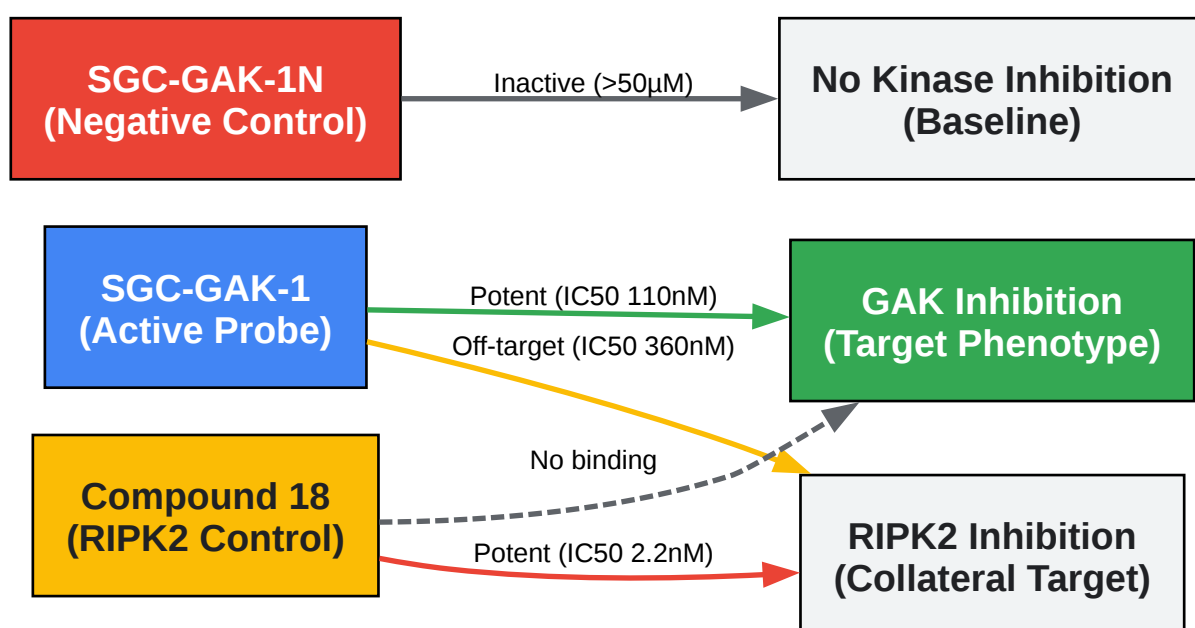 SGC-GAK-1N
(Negative Control)
Inactive (>50µM)
No Kinase Inhibition
(Baseline)
SGC-GAK-1
(Active Probe)
Potent (IC50 110nM)
Off-target (IC50 360nM)
GAK Inhibition
(Target Phenotype)
Compound 18
(RIPK2 Control)
No binding
Potent (IC50 2.2nM)
RIPK2 Inhibition
(Collateral Target)